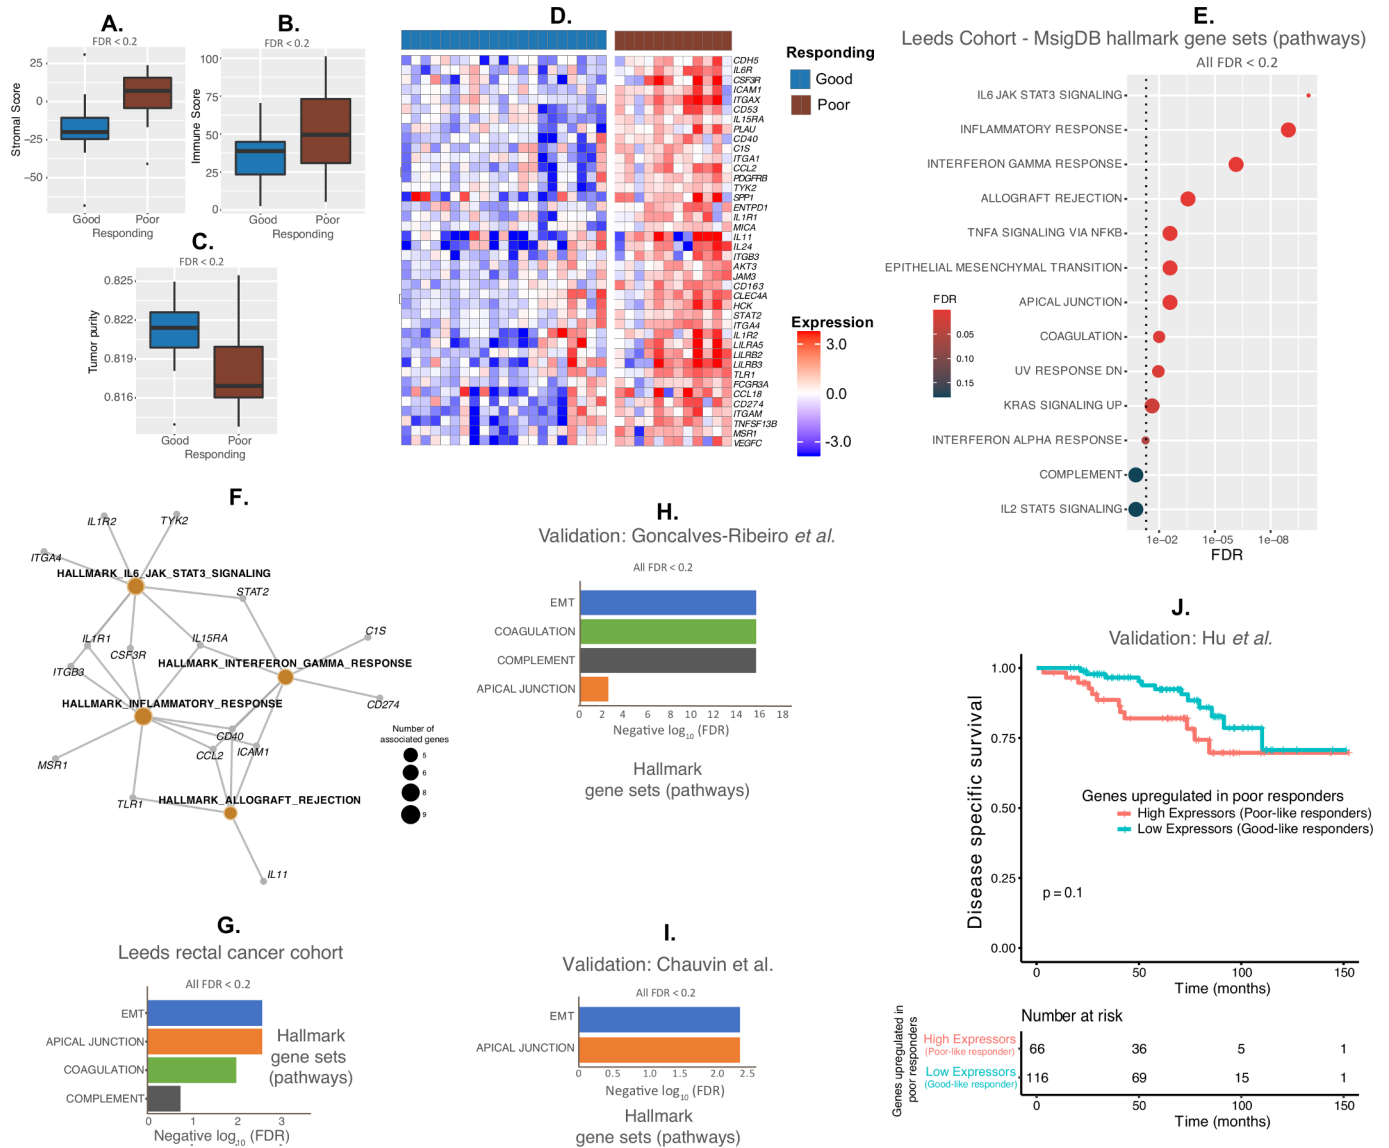 A.
FDR < 0.2
Stromal Score
25
0
−25
−50
Good
Poor
Responding
B.
FDR < 0.2
Immune Score
100
75
50
25
0
Good
Poor
Responding
C.
FDR < 0.2
Tumor purity
0.825
0.822
0.819
0.816
Good
Poor
Responding
D.
CDH5
IL6R
CSF3R
ICAM1
ITGAX
CD53
IL15RA
PLAU
CD40
C1S
ITGA1
CCL2
PDGFRB
TYK2
SPP1
ENTPD1
IL1R1
MICA
IL11
IL24
ITGB3
AKT3
JAM3
CD163
CLEC4A
HCK
STAT2
ITGA4
IL1R2
LILRA5
LILRB2
LILRB3
TLR1
FCGR3A
CCL18
CD274
ITGAM
TNFSF13B
MSR1
VEGFC
Responding
Good
Poor
Expression
3.0
0.0
-3.0
E.
Leeds Cohort - MsigDB hallmark gene sets (pathways)
All FDR < 0.2
IL6 JAK STAT3 SIGNALING
INFLAMMATORY RESPONSE
INTERFERON GAMMA RESPONSE
ALLOGRAFT REJECTION
TNFA SIGNALING VIA NFKB
EPITHELIAL MESENCHYMAL TRANSITION
APICAL JUNCTION
COAGULATION
UV RESPONSE DN
KRAS SIGNALING UP
INTERFERON ALPHA RESPONSE
COMPLEMENT
IL2 STAT5 SIGNALING
FDR
0.05
0.10
0.15
1e−02
1e−05
1e−08
FDR
F.
IL1R2
TYK2
ITGA4
HALLMARK_IL6_JAK_STAT3_SIGNALING
STAT2
IL1R1
IL15RA
C1S
CSF3R
HALLMARK_INTERFERON_GAMMA_RESPONSE
ITGB3
HALLMARK_INFLAMMATORY_RESPONSE
CD274
CD40
CCL2
ICAM1
MSR1
TLR1
HALLMARK_ALLOGRAFT_REJECTION
IL11
Number of
associated genes
5
6
8
9
G.
Leeds rectal cancer cohort
All FDR < 0.2
EMT
APICAL JUNCTION
COAGULATION
COMPLEMENT
Hallmark
gene sets
(pathways)
0
1
2
3
Negative log10 (FDR)
H.
Validation: Goncalves-Ribeiro et al.
All FDR < 0.2
EMT
COAGULATION
COMPLEMENT
APICAL JUNCTION
0 2 4 6 8 10 12 14 16 18
Negative log10 (FDR)
Hallmark
gene sets (pathways)
I.
Validation: Chauvin et al.
All FDR < 0.2
EMT
APICAL JUNCTION
0 0.5 1.0 1.5 2.0 2.5
Negative log10 (FDR)
Hallmark
gene sets (pathways)
J.
Validation: Hu et al.
Disease specific survival
1.00
0.75
0.50
0.25
0.00
Genes upregulated in poor responders
High Expressors (Poor-like responders)
Low Expressors (Good-like responders)
p = 0.1
0 50 100 150
Time (months)
Number at risk
Genes upregulated in
poor responders
High Expressors
(Poor-like responder)
66 36 5 1
Low Expressors
(Good-like responder)
116 69 15 1
0 50 100 150
Time (months)